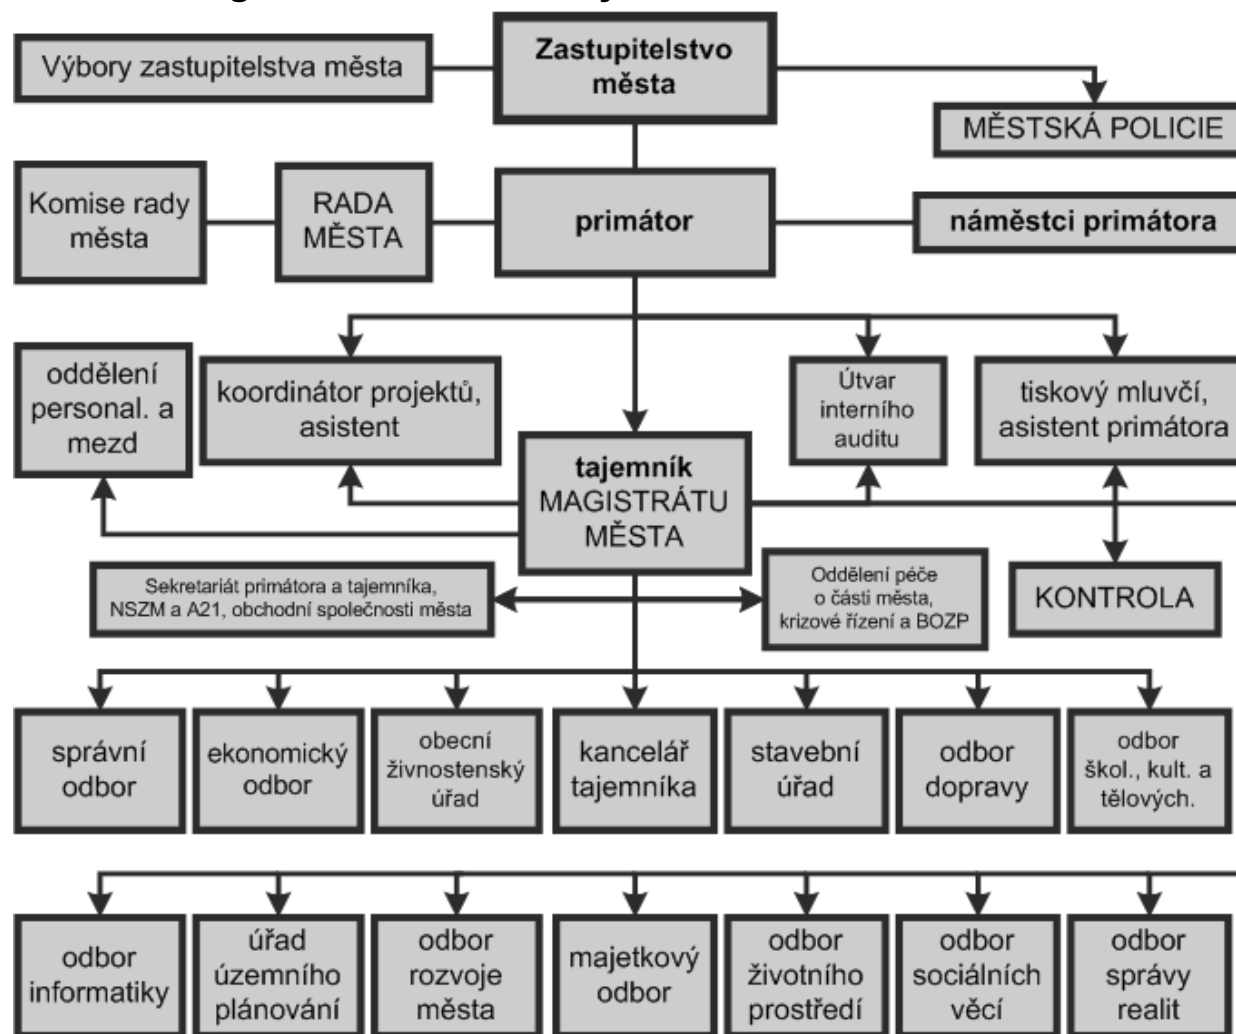 Výbory zastupitelstva města
Zastupitelstvo
města
MĚSTSKÁ POLICIE
Komise rady
města
RADA
MĚSTA
primátor
náměstci primátora
oddělení
personal. a
mezd
koordinátor projektů,
asistent
Útvar
interního
auditu
tiskový mluvčí,
asistent primátora
tajemník
MAGISTRÁTU
MĚSTA
Sekretariát primátora a tajemníka,
NSZM a A21, obchodní společnosti města
Oddělení péče
o části města,
krizové řízení a BOZP
KONTROLA
správní
odbor
ekonomický
odbor
obecní
živnostenský
úřad
kancelář
tajemníka
stavební
úřad
odbor
dopravy
odbor
škol., kult. a
tělových.
odbor
informatiky
úřad
územního
plánování
odbor
rozvoje
města
majetkový
odbor
odbor
životního
prostředí
odbor
sociálních
věcí
odbor
správy
realit